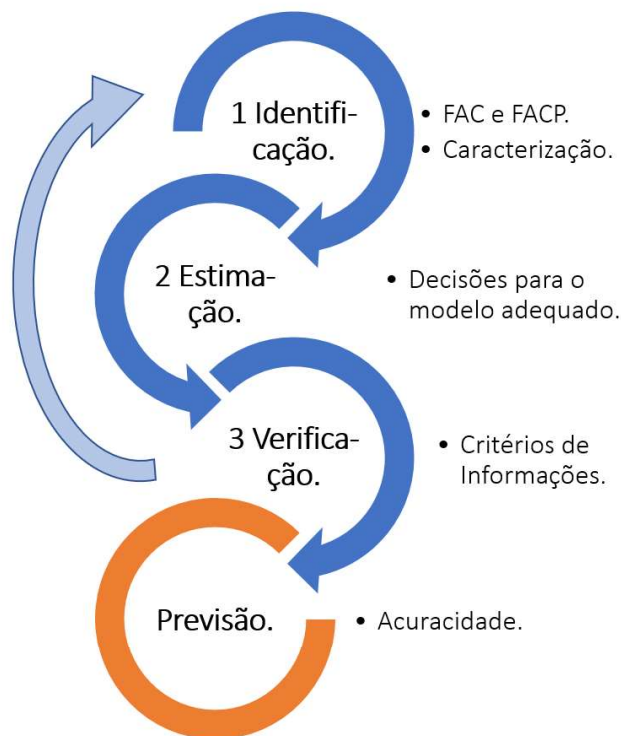 1 Identifi-
cação.
• FAC e FACP.
• Caracterização.
2 Estima-
ção.
• Decisões para o
modelo adequado.
3 Verifica-
ção.
• Critérios de
Informações.
Previsão.
• Acuracidade.